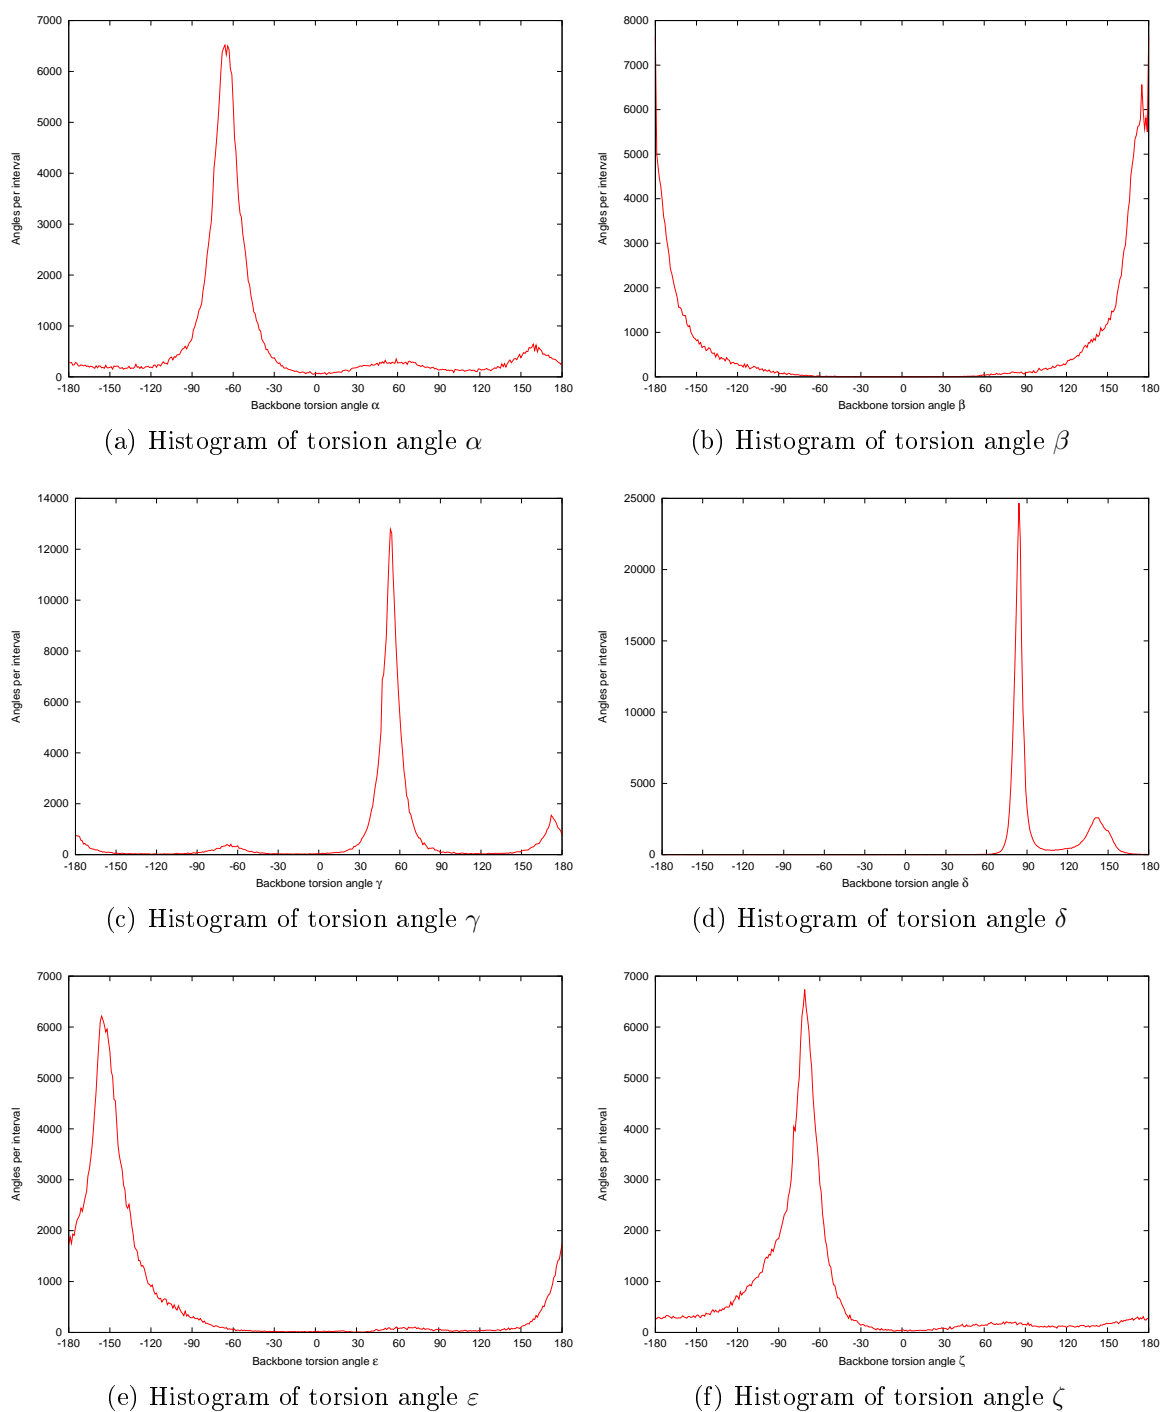 7000
6000
5000
4000
3000
2000
1000
0
Angles per interval
-180 -150 -120 -90 -60 -30 0 30 60 90 120 150 180
Backbone torsion angle α
(a) Histogram of torsion angle α
8000
7000
6000
5000
4000
3000
2000
1000
0
Angles per interval
-180 -150 -120 -90 -60 -30 0 30 60 90 120 150 180
Backbone torsion angle β
(b) Histogram of torsion angle β
14000
12000
10000
8000
6000
4000
2000
0
Angles per interval
-180 -150 -120 -90 -60 -30 0 30 60 90 120 150 180
Backbone torsion angle γ
(c) Histogram of torsion angle γ
25000
20000
15000
10000
5000
0
Angles per interval
-180 -150 -120 -90 -60 -30 0 30 60 90 120 150 180
Backbone torsion angle δ
(d) Histogram of torsion angle δ
7000
6000
5000
4000
3000
2000
1000
0
Angles per interval
-180 -150 -120 -90 -60 -30 0 30 60 90 120 150 180
Backbone torsion angle ε
(e) Histogram of torsion angle ε
7000
6000
5000
4000
3000
2000
1000
0
Angles per interval
-180 -150 -120 -90 -60 -30 0 30 60 90 120 150 180
Backbone torsion angle ζ
(f) Histogram of torsion angle ζ